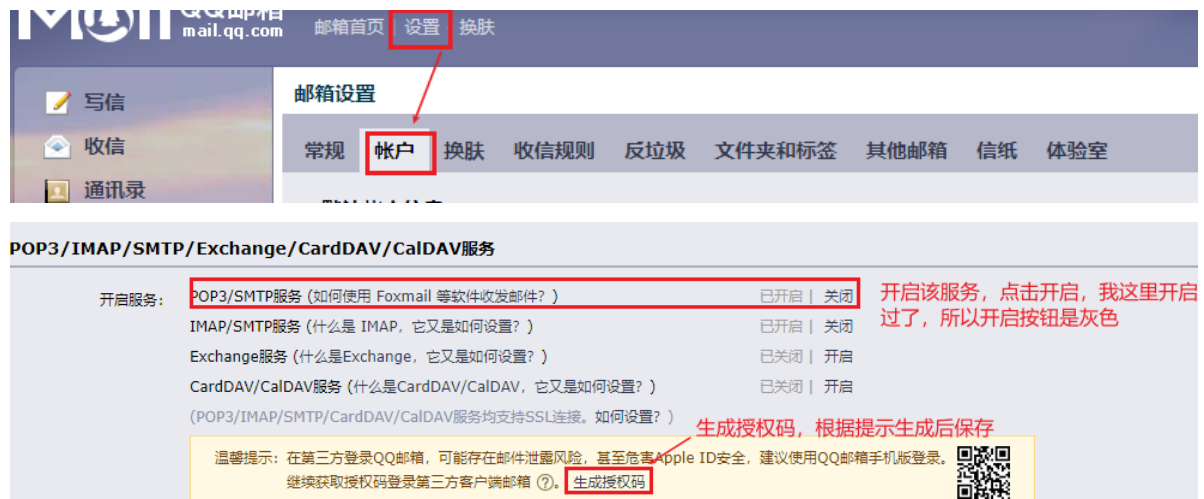 QQ邮箱
mail.qq.com
邮箱首页 | 设置 - 换肤
写信
收信
通讯录
邮箱设置
常规 帐户 换肤 收信规则 反垃圾 文件夹和标签 其他邮箱 信纸 体验室
POP3/IMAP/SMTP/Exchange/CardDAV/CalDAV服务
开启服务: POP3/SMTP服务 (如何使用 Foxmail 等软件收发邮件? ) 已开启 | 关闭
开启该服务，点击开启，我这里开启
过了，所以开启按钮是灰色
IMAP/SMTP服务 (什么是 IMAP，它又是如何设置? ) 已开启 | 关闭
Exchange服务 (什么是Exchange，它又是如何设置? ) 已关闭 | 开启
CardDAV/CalDAV服务 (什么是CardDAV/CalDAV，它又是如何设置? ) 已关闭 | 开启
(POP3/IMAP/SMTP/CardDAV/CalDAV服务均支持SSL连接。如何设置? )
生成授权码，根据提示生成后保存
温馨提示: 在第三方登录QQ邮箱，可能存在邮件泄露风险，甚至危害Apple ID安全，建议使用QQ邮箱手机版登录。
继续获取授权码登录第三方客户端邮箱 ?。 生成授权码